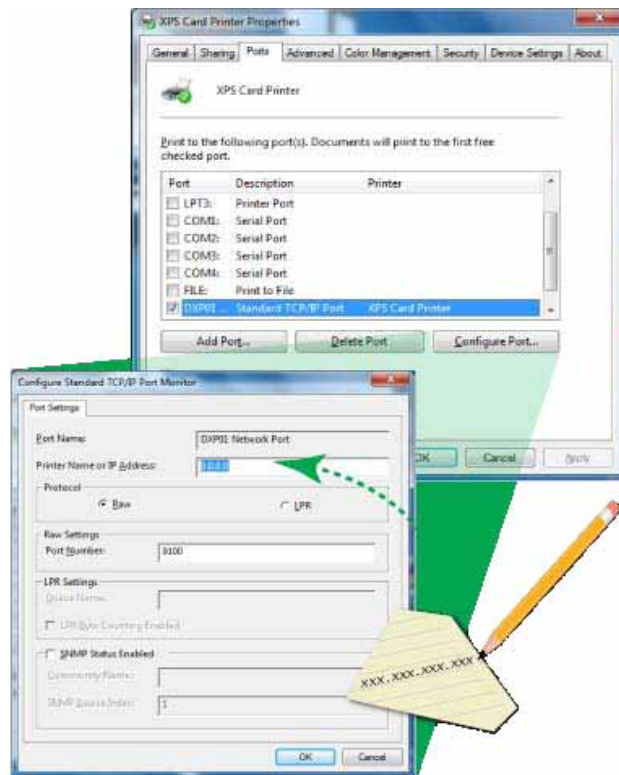 XPS Card Printer Properties
General Sharing Ports Advanced Color Management Security Device Settings About
XPS Card Printer
Print to the following port(s). Documents will print to the first free
checked port.
Port Description Printer
LPT3: Printer Port
COM1: Serial Port
COM2: Serial Port
COM3: Serial Port
COM4: Serial Port
FILE: Print to File
DXP01 ... Standard TCP/IP Port XPS Card Printer
Add Port... Delete Port Configure Port...
OK Cancel Apply
Configure Standard TCP/IP Port Monitor
Port Settings
Port Name: DXP01 Network Port
Printer Name or IP Address:
Protocol
Raw LPR
Raw Settings
Port Number: 9100
LPR Settings
Queue Name:
LPR Byte Counting Enabled
SNMP Status Enabled
Community Name:
SNMP Device Index: 1
OK Cancel
xxx.xxx.xxx.xxx